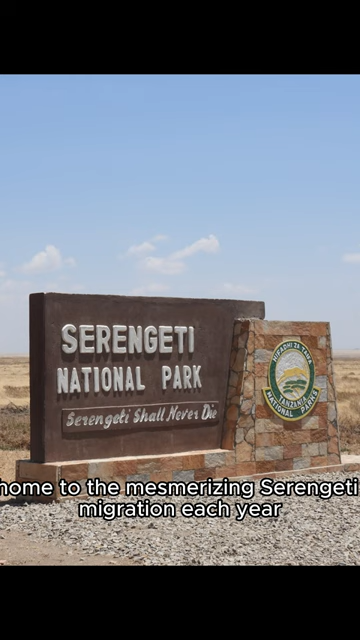 SERENGETI
NATIONAL PARK
Serengeti Shall Never Die
HIFADHI ZA TAIFA
TANZANIA
NATIONAL PARKS
home to the mesmerizing Serengeti
migration each year